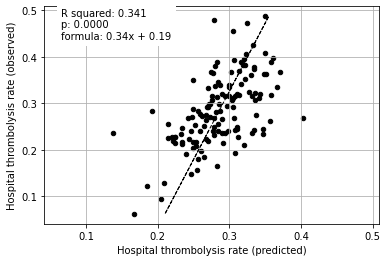 R squared: 0.341
p: 0.0000
formula: 0.34x + 0.19
Hospital thrombolysis rate (observed)
0.5
0.4
0.3
0.2
0.1
0.1 0.2 0.3 0.4 0.5
Hospital thrombolysis rate (predicted)